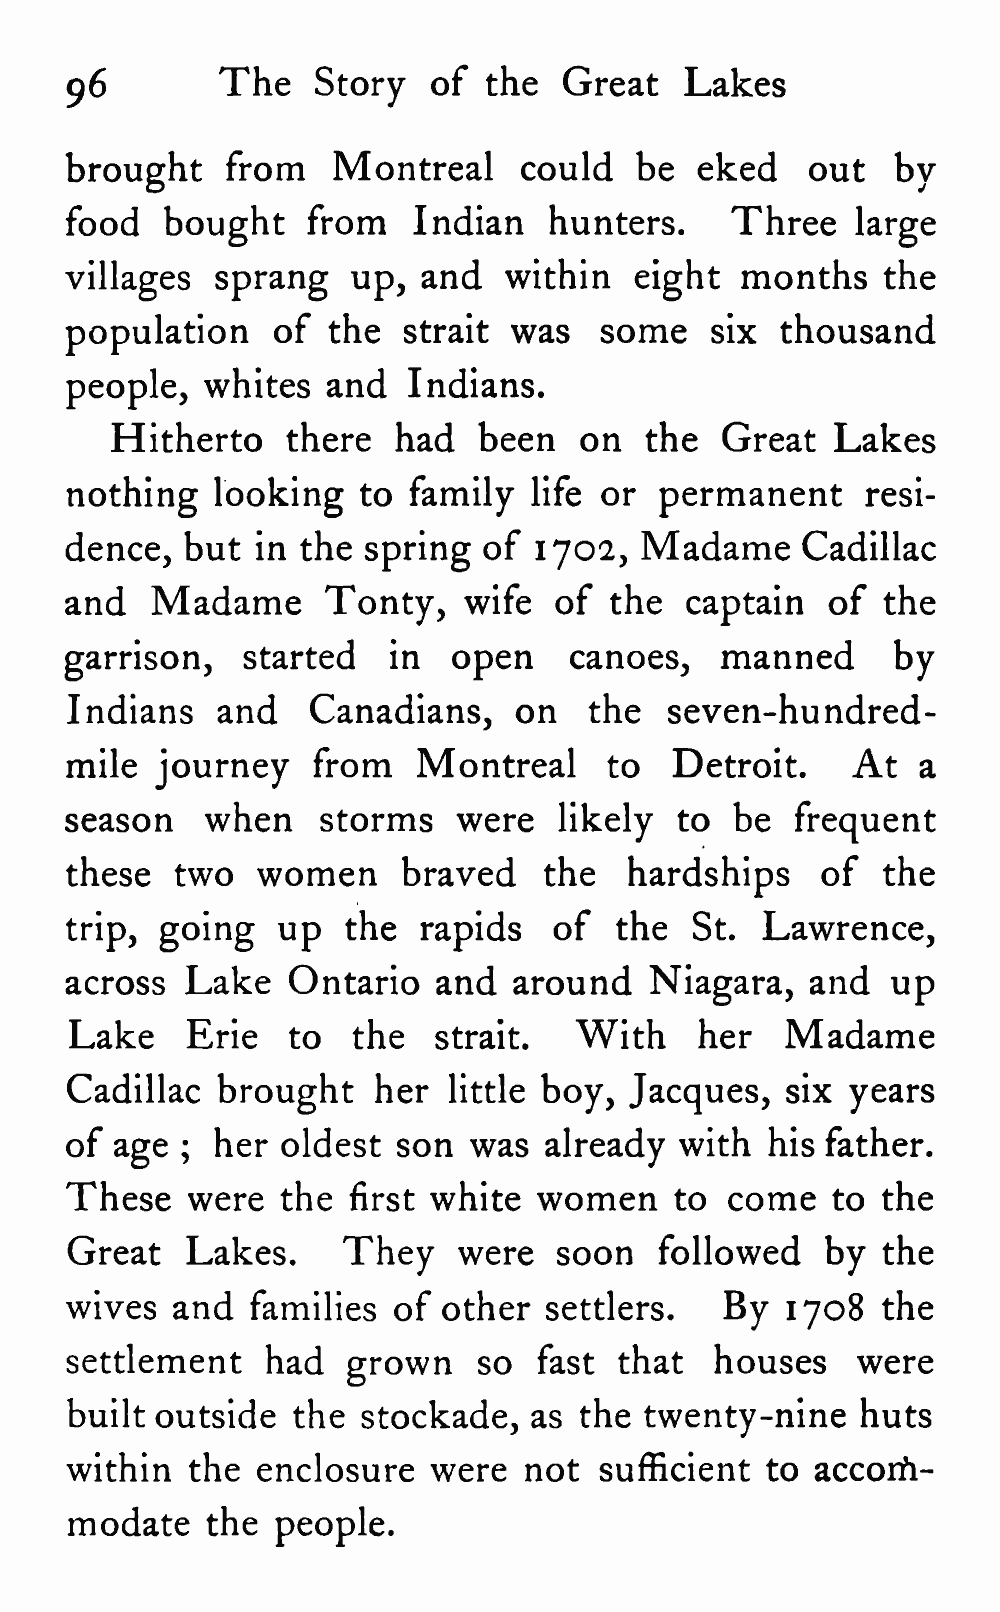 96 The Story of the Great Lakes
brought from Montreal could be eked out by
food bought from Indian hunters. Three large
villages sprang up, and within eight months the
population of the strait was some six thousand
people, whites and Indians.
Hitherto there had been on the Great Lakes
nothing looking to family life or permanent resi-
dence, but in the spring of 1702, Madame Cadillac
and Madame Tonty, wife of the captain of the
garrison, started in open canoes, manned by
Indians and Canadians, on the seven-hundred-
mile journey from Montreal to Detroit. At a
season when storms were likely to be frequent
these two women braved the hardships of the
trip, going up the rapids of the St. Lawrence,
across Lake Ontario and around Niagara, and up
Lake Erie to the strait. With her Madame
Cadillac brought her little boy, Jacques, six years
of age ; her oldest son was already with his father.
These were the first white women to come to the
Great Lakes. They were soon followed by the
wives and families of other settlers. By 1708 the
settlement had grown so fast that houses were
built outside the stockade, as the twenty-nine huts
within the enclosure were not sufficient to accom-
modate the people.